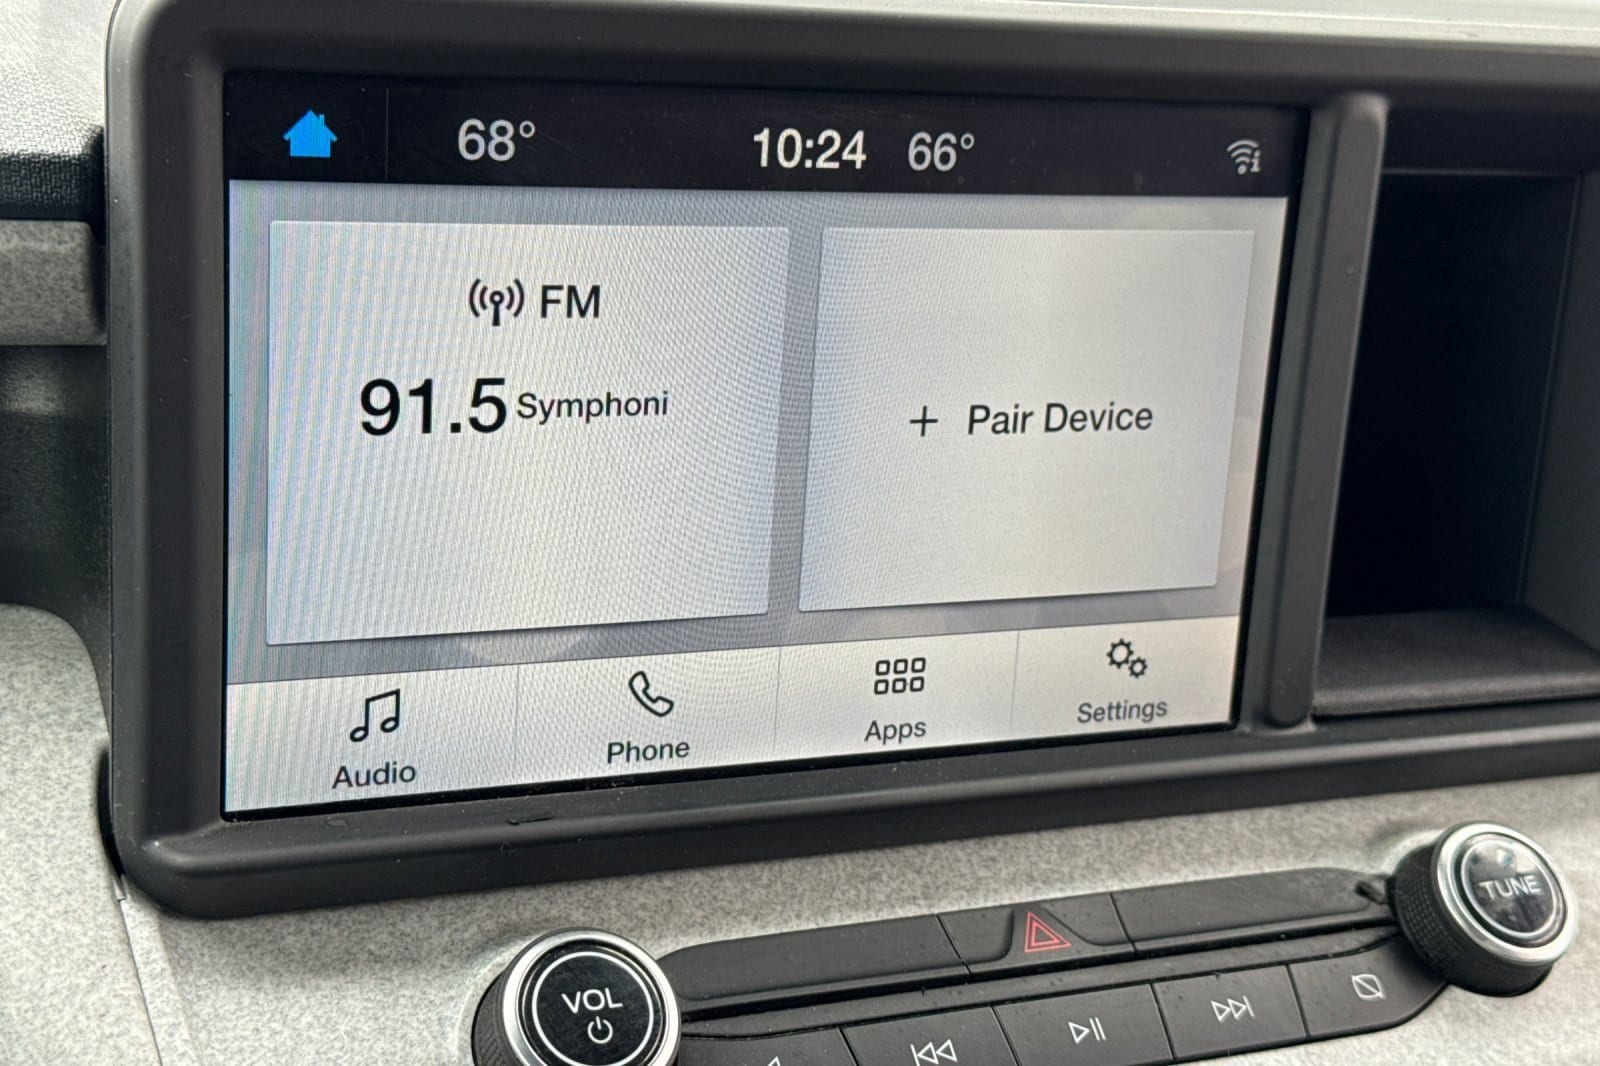 68° 10:24 66°
FM
91.5 Symphoni
+ Pair Device
Audio Phone Apps Settings
TUNE
VOL